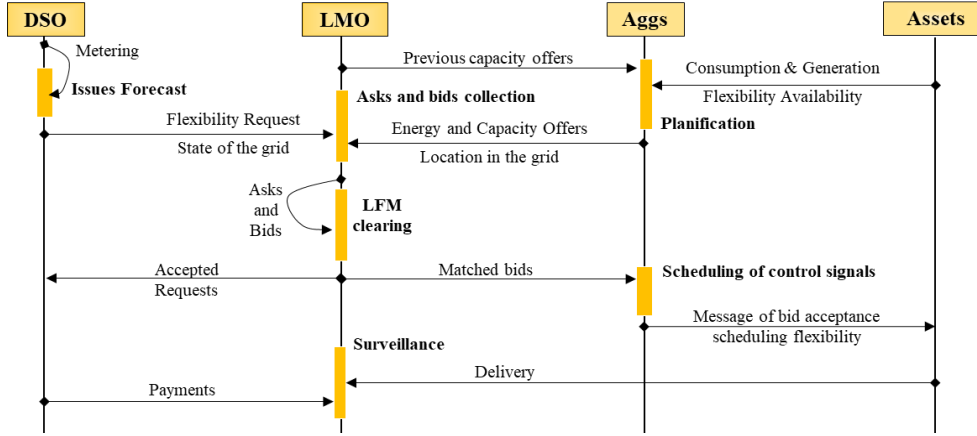 DSO
LMO
Aggs
Assets
Metering
Previous capacity offers
Consumption & Generation
Issues Forecast
Asks and bids collection
Flexibility Availability
Flexibility Request
Energy and Capacity Offers
Planification
State of the grid
Location in the grid
Asks
and
Bids
LFM
clearing
Accepted
Requests
Matched bids
Scheduling of control signals
Message of bid acceptance
scheduling flexibility
Surveillance
Delivery
Payments